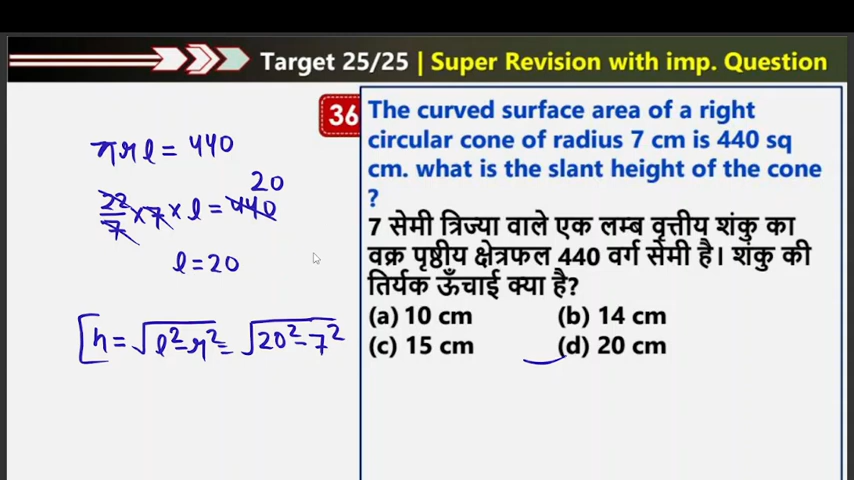 Target 25/25 | Super Revision with imp. Question
πrl = 440
22/7 × 7 × l = 440 20
l = 20
h = √l²-r² = √20²-7²
36
The curved surface area of a right
circular cone of radius 7 cm is 440 sq
cm. what is the slant height of the cone
?
7 सेमी त्रिज्या वाले एक लम्ब वृत्तीय शंकु का
वक्र पृष्ठीय क्षेत्रफल 440 वर्ग सेमी है। शंकु की
तिर्यक ऊँचाई क्या है?
(a) 10 cm (b) 14 cm
(c) 15 cm (d) 20 cm